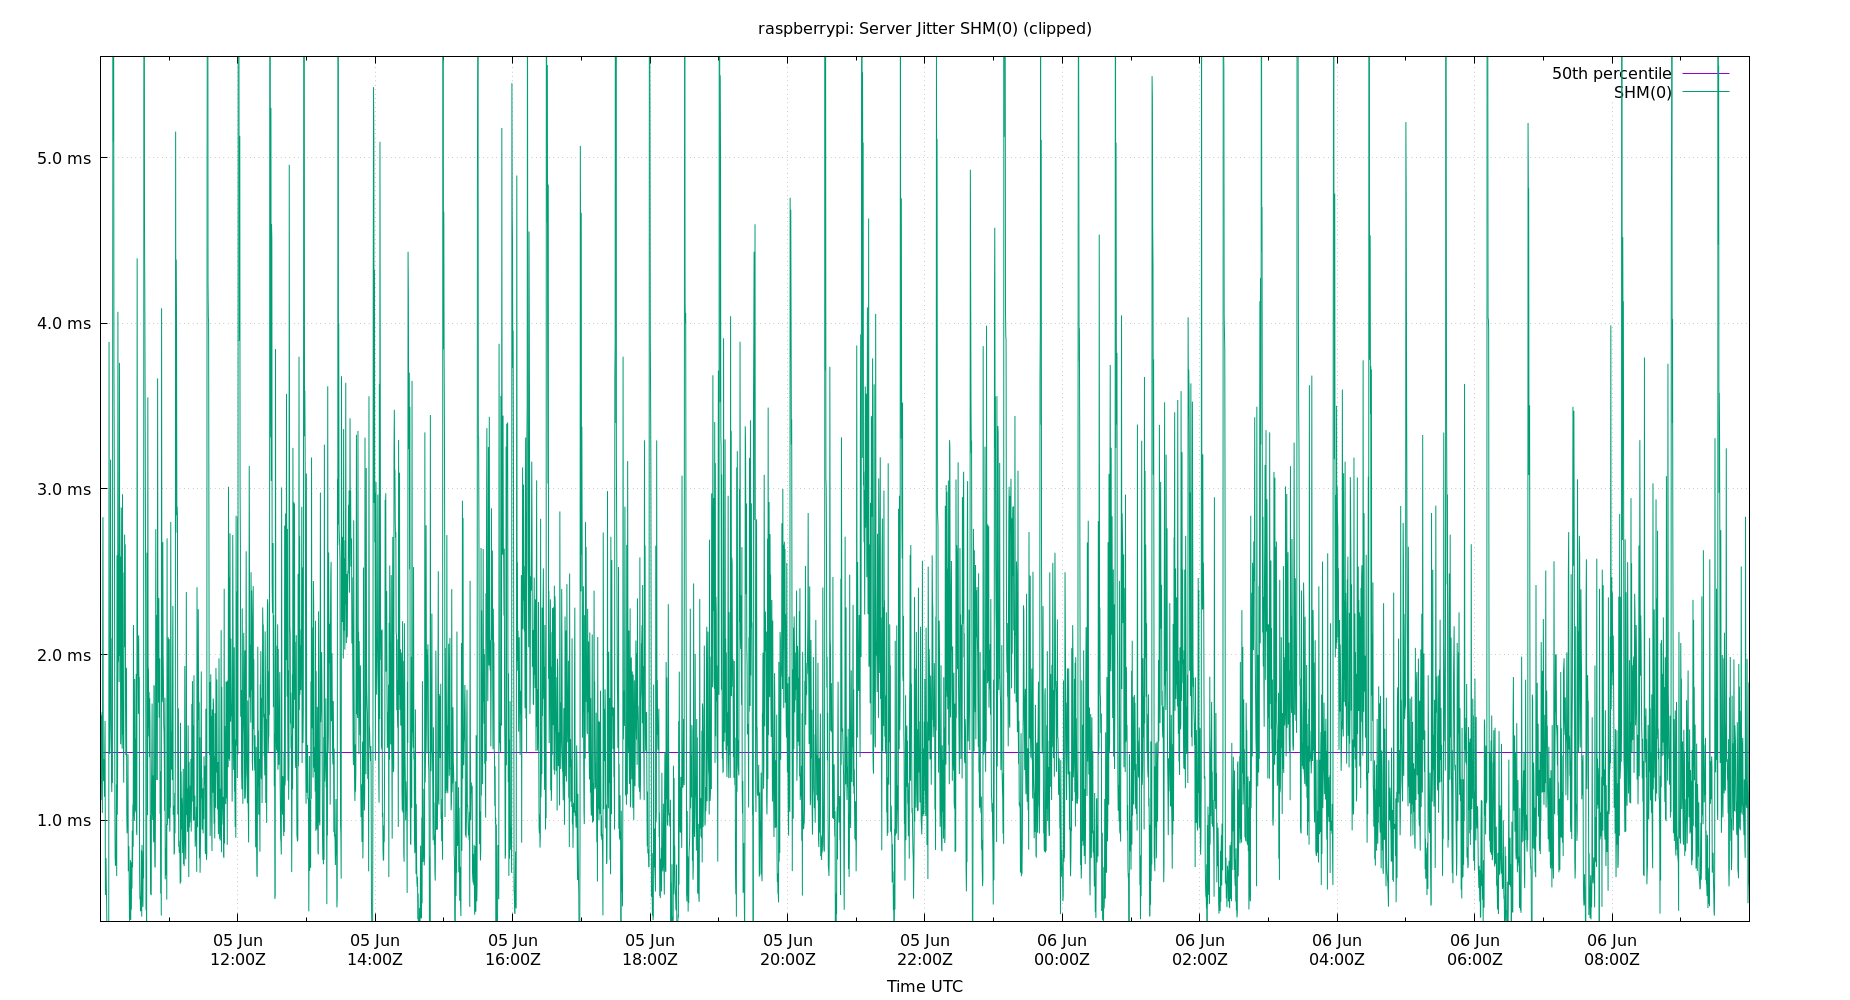 raspberrypi: Server Jitter SHM(0) (clipped)
50th percentile
SHM(0)
5.0 ms
4.0 ms
3.0 ms
2.0 ms
1.0 ms
05 Jun 12:00Z
05 Jun 14:00Z
05 Jun 16:00Z
05 Jun 18:00Z
05 Jun 20:00Z
05 Jun 22:00Z
06 Jun 00:00Z
06 Jun 02:00Z
06 Jun 04:00Z
06 Jun 06:00Z
06 Jun 08:00Z
Time UTC